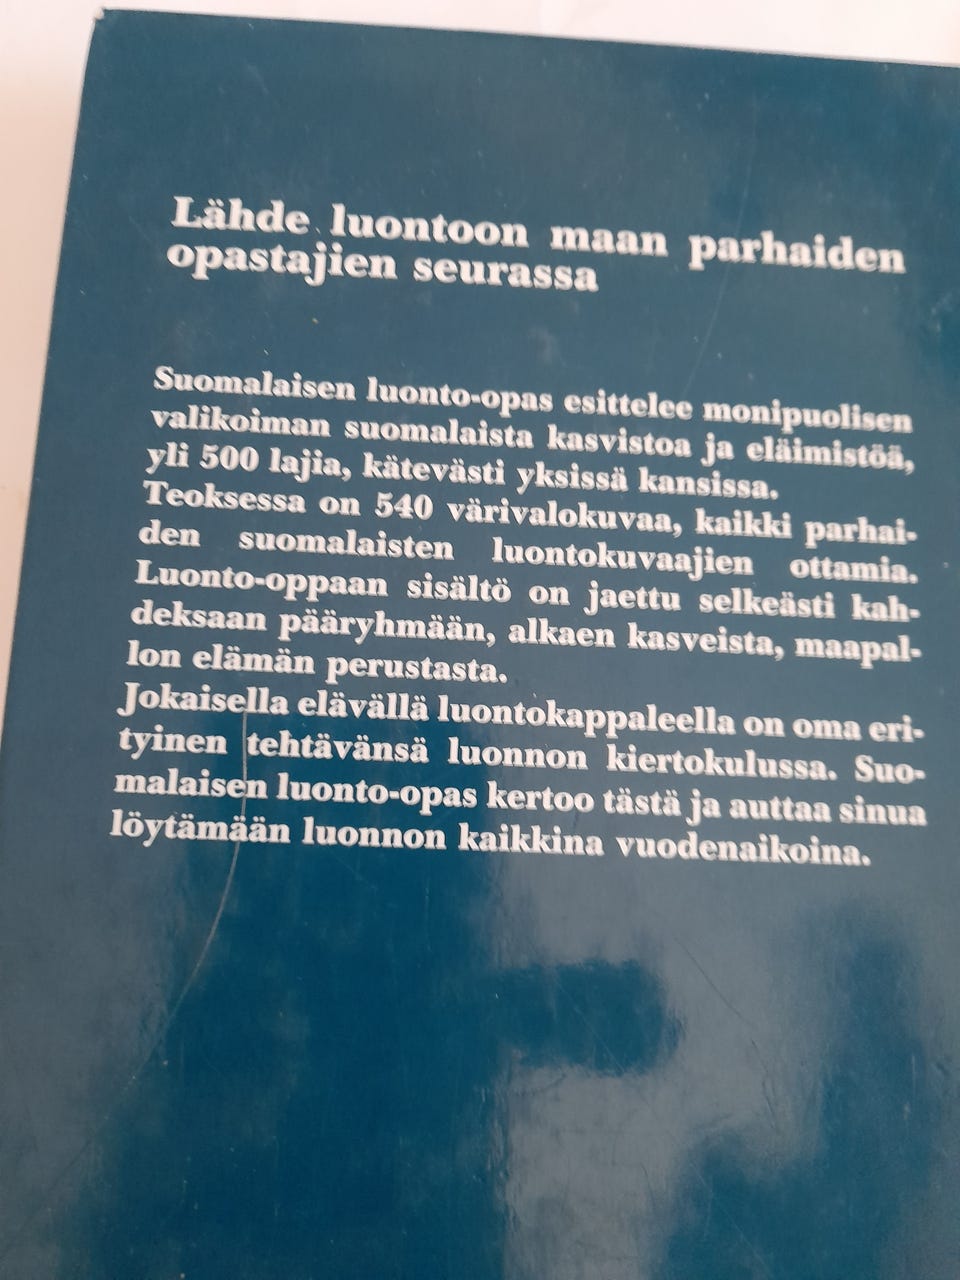 Lähde luontoon maan parhaiden
opastajien seurassa
Suomalaisen luonto-opas esittelee monipuolisen
valikoiman suomalaista kasvistoa ja eläimistöä,
yli 500 lajia, kätevästi yksissä kansissa.
Teoksessa on 540 värivalokuvaa, kaikki parhai-
den suomalaisten luontokuvaajien ottamia.
Luonto-oppaan sisältö on jaettu selkeästi kah-
deksaan pääryhmään, alkaen kasveista, maapal-
lon elämän perustasta.
Jokaisella elävällä luontokappaleella on oma eri-
tyinen tehtävänsä luonnon kiertokulussa. Suo-
malaisen luonto-opas kertoo tästä ja auttaa sinua
löytämään luonnon kaikkina vuodenaikoina.